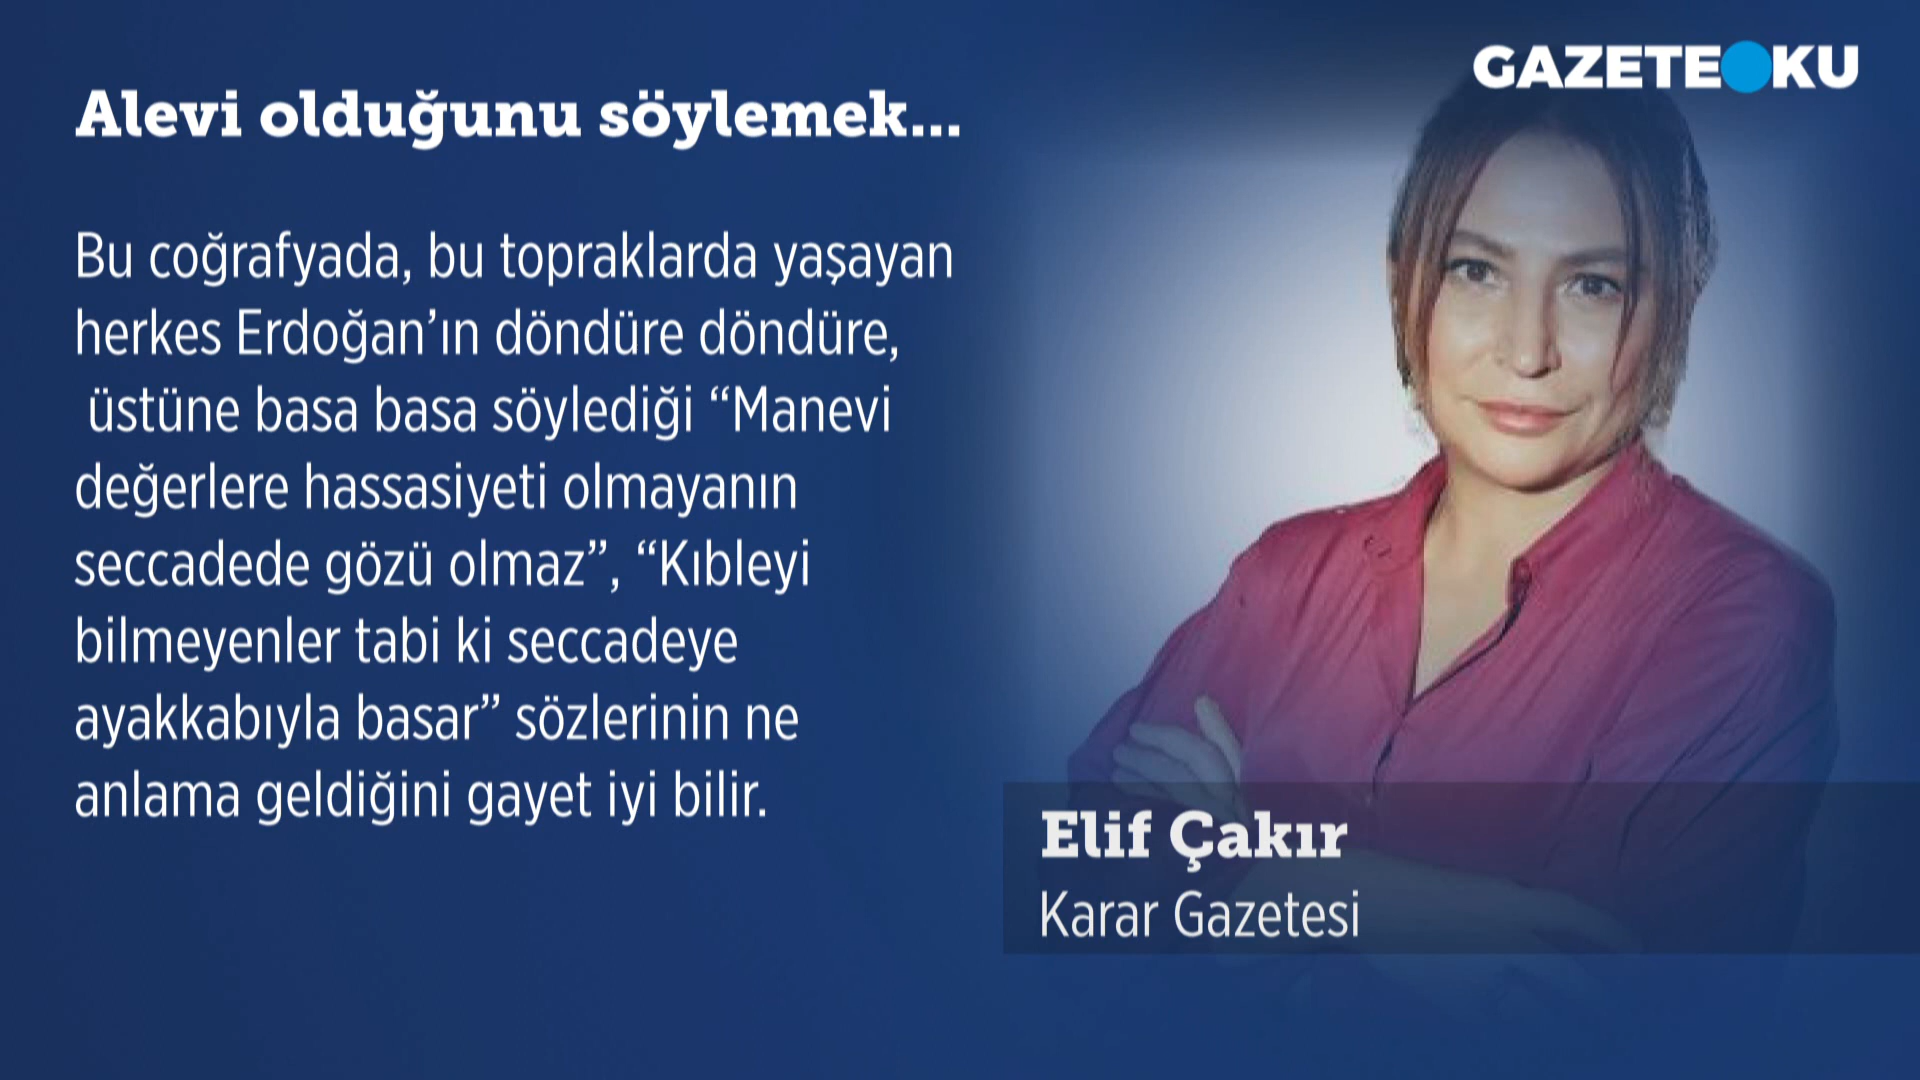 GAZETEOKU
Alevi olduğunu söylemek...
Bu coğrafyada, bu topraklarda yaşayan
herkes Erdoğan’ın döndüre döndüre,
üstüne basa basa söylediği “Manevi
değerlere hassasiyeti olmayanın
seccadede gözü olmaz”, “Kıbleyi
bilmeyenler tabi ki seccadeye
ayakkabıyla basar” sözlerinin ne
anlama geldiğini gayet iyi bilir.
Elif Çakır
Karar Gazetesi